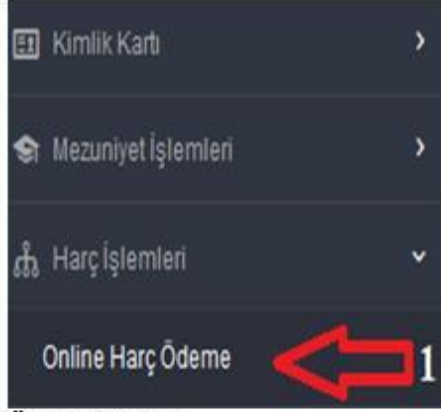 Kimlik Kartı
Mezuniyet İşlemleri
Harç İşlemleri
Online Harç Ödeme 1